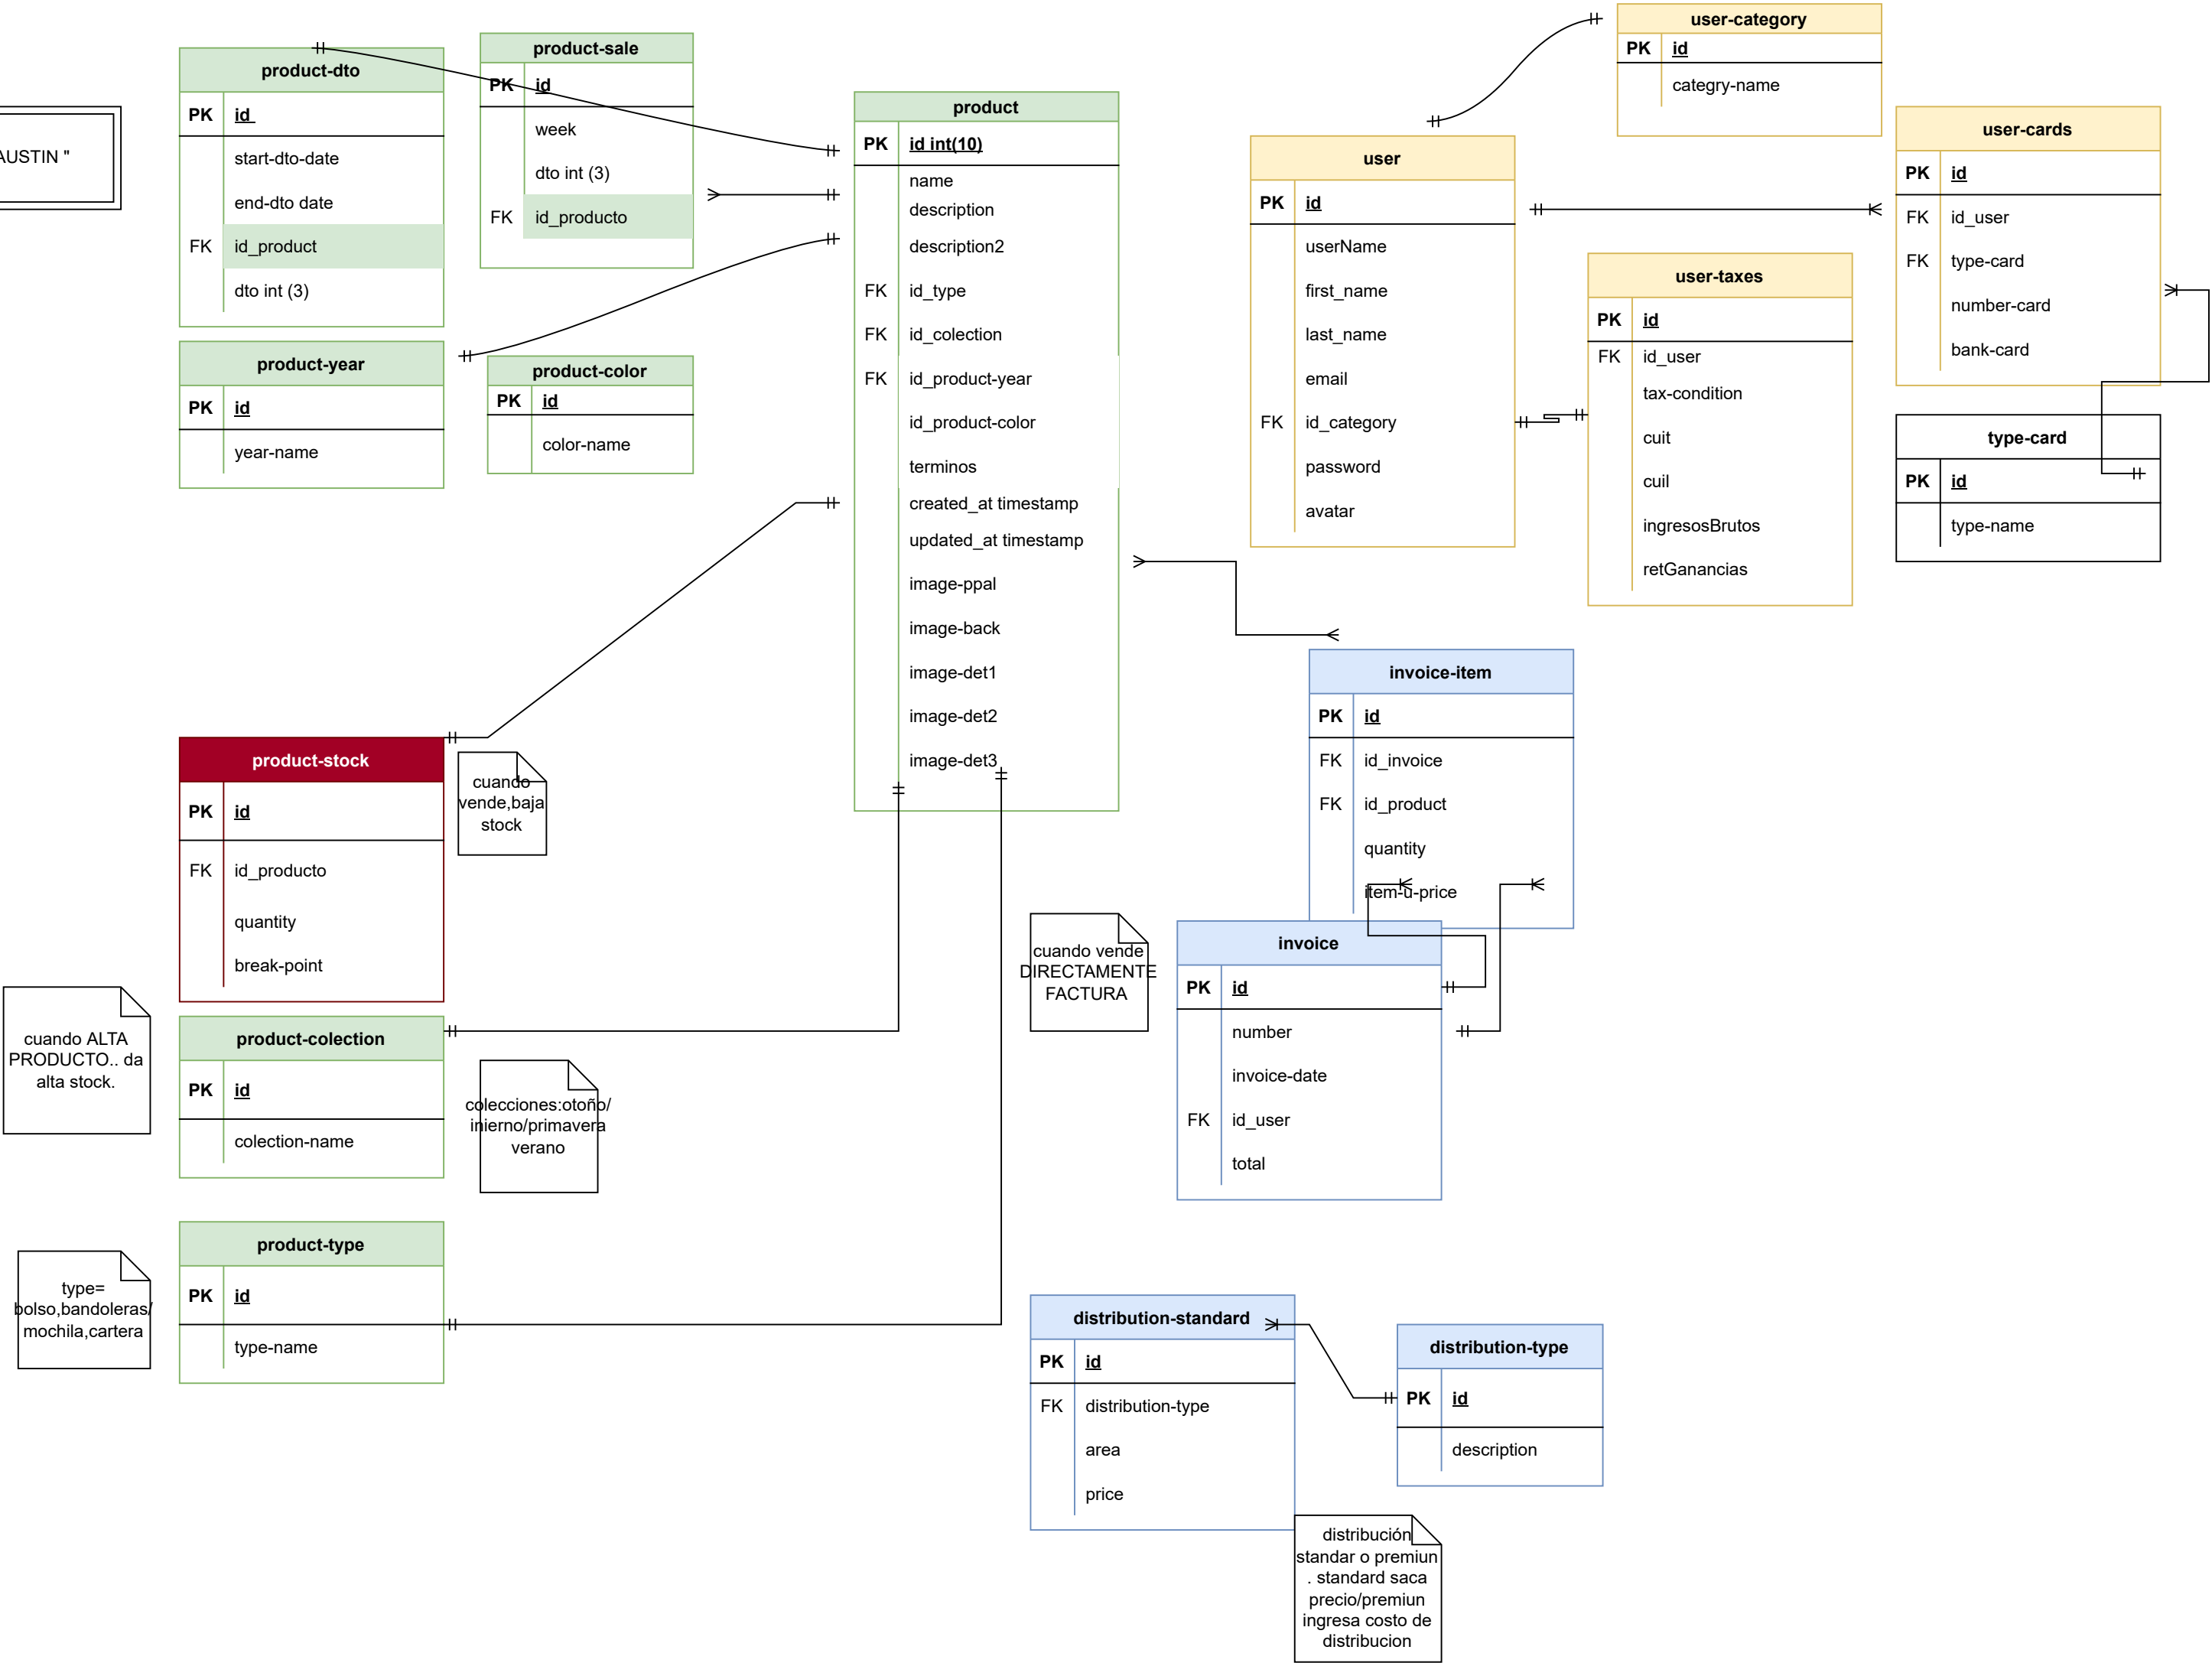 AUSTIN "
product-dto
PK id
start-dto-date
end-dto date
FK id_product
dto int (3)
product-sale
PK id
week
dto int (3)
FK id_producto
product-year
PK id
year-name
product-color
PK id
color-name
product
PK id int(10)
name
description
description2
FK id_type
FK id_colection
FK id_product-year
id_product-color
terminos
created_at timestamp
updated_at timestamp
image-ppal
image-back
image-det1
image-det2
image-det3
user-category
PK id
categry-name
user
PK id
userName
first_name
last_name
email
FK id_category
password
avatar
user-cards
PK id
FK id_user
FK type-card
number-card
bank-card
user-taxes
PK id
FK id_user
tax-condition
cuit
cuil
ingresosBrutos
retGanancias
type-card
PK id
type-name
invoice-item
PK id
FK id_invoice
FK id_product
quantity
item-u-price
product-stock
PK id
FK id_producto
quantity
break-point
cuando
vende,baja
stock
cuando vende
DIRECTAMENTE
FACTURA
invoice
PK id
number
invoice-date
FK id_user
total
cuando ALTA
PRODUCTO.. da
alta stock.
product-colection
PK id
colection-name
colecciones:otoño/
inierno/primavera
verano
product-type
PK id
type-name
type=
bolso,bandoleras/
mochila,cartera
distribution-standard
PK id
FK distribution-type
area
price
distribution-type
PK id
description
distribución
standar o premiun
. standard saca
precio/premiun
ingresa costo de
distribucion